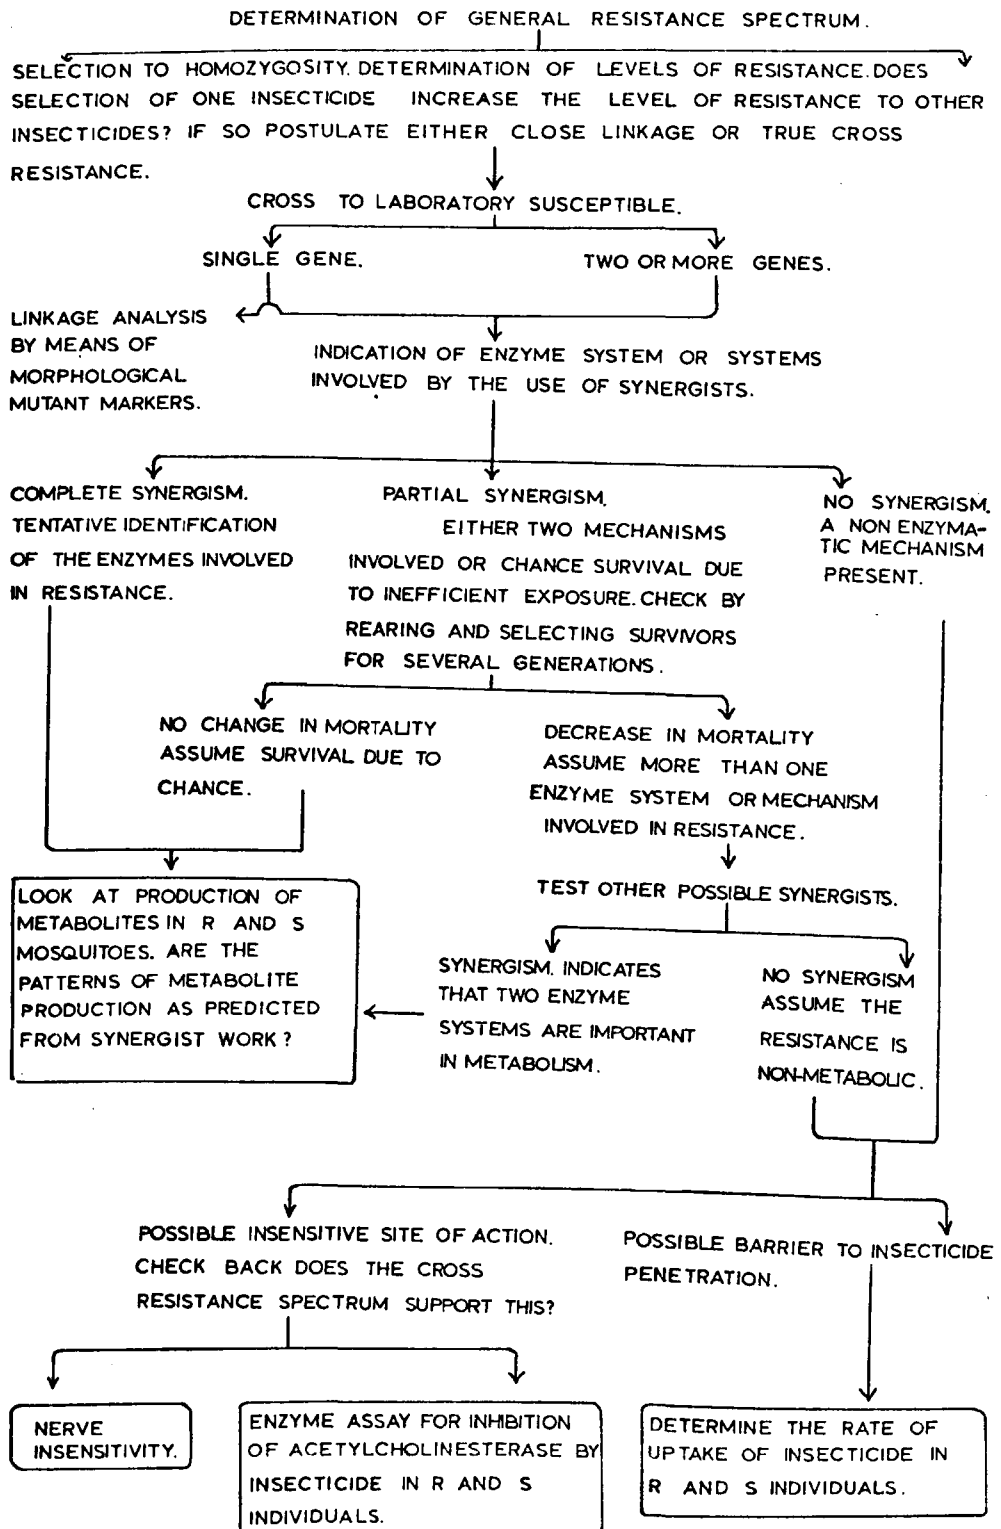 DETERMINATION OF GENERAL RESISTANCE SPECTRUM.
SELECTION TO HOMOZYGOSITY. DETERMINATION OF LEVELS OF RESISTANCE. DOES
SELECTION OF ONE INSECTICIDE INCREASE THE LEVEL OF RESISTANCE TO OTHER
INSECTICIDES? IF SO POSTULATE EITHER CLOSE LINKAGE OR TRUE CROSS
RESISTANCE.
CROSS TO LABORATORY SUSCEPTIBLE.
SINGLE GENE.
TWO OR MORE GENES.
LINKAGE ANALYSIS
BY MEANS OF
MORPHOLOGICAL
MUTANT MARKERS.
INDICATION OF ENZYME SYSTEM OR SYSTEMS
INVOLVED BY THE USE OF SYNERGISTS.
COMPLETE SYNERGISM.
TENTATIVE IDENTIFICATION
OF THE ENZYMES INVOLVED
IN RESISTANCE.
PARTIAL SYNERGISM.
EITHER TWO MECHANISMS
INVOLVED OR CHANCE SURVIVAL DUE
TO INEFFICIENT EXPOSURE. CHECK BY
REARING AND SELECTING SURVIVORS
FOR SEVERAL GENERATIONS.
NO SYNERGISM.
A NON ENZYMA-
TIC MECHANISM
PRESENT.
NO CHANGE IN MORTALITY
ASSUME SURVIVAL DUE TO
CHANCE.
DECREASE IN MORTALITY
ASSUME MORE THAN ONE
ENZYME SYSTEM OR MECHANISM
INVOLVED IN RESISTANCE.
TEST OTHER POSSIBLE SYNERGISTS.
LOOK AT PRODUCTION OF
METABOLITES IN R AND S
MOSQUITOES. ARE THE
PATTERNS OF METABOLITE
PRODUCTION AS PREDICTED
FROM SYNERGIST WORK?
SYNERGISM. INDICATES
THAT TWO ENZYME
SYSTEMS ARE IMPORTANT
IN METABOLISM.
NO SYNERGISM
ASSUME THE
RESISTANCE IS
NON-METABOLIC.
POSSIBLE INSENSITIVE SITE OF ACTION.
CHECK BACK DOES THE CROSS
RESISTANCE SPECTRUM SUPPORT THIS?
POSSIBLE BARRIER TO INSECTICIDE
PENETRATION.
NERVE
INSENSITIVITY.
ENZYME ASSAY FOR INHIBITION
OF ACETYLCHOLINESTERASE BY
INSECTICIDE IN R AND S
INDIVIDUALS.
DETERMINE THE RATE OF
UPTAKE OF INSECTICIDE IN
R AND S INDIVIDUALS.